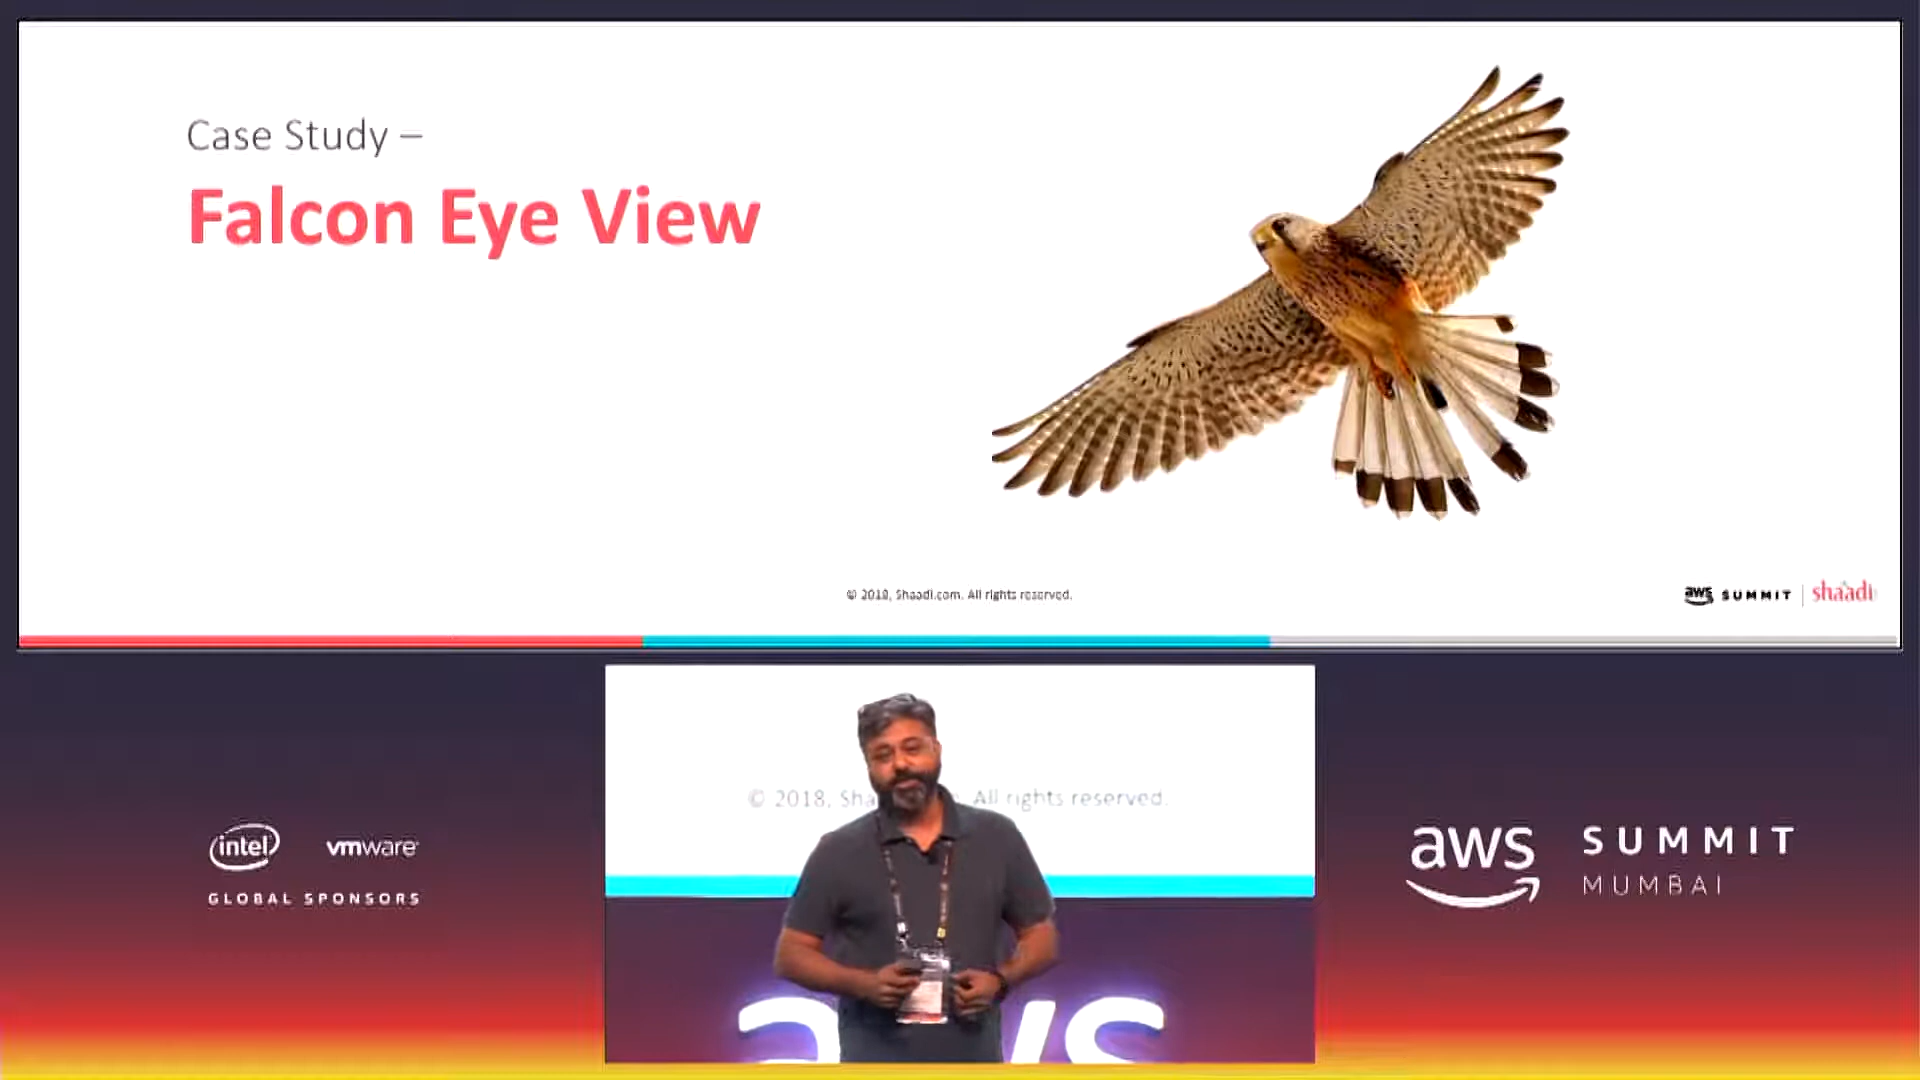 Case Study –
Falcon Eye View
© 2018, Shaadi.com. All rights reserved.
aws SUMMIT | shaadi
© 2018, Sha All rights reserved.
intel vmware
GLOBAL SPONSORS
aws SUMMIT
MUMBAI
aws